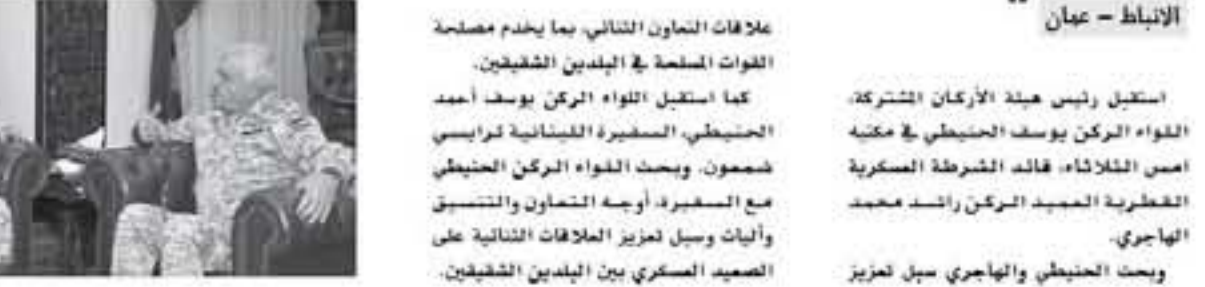 الانباط - عمان
استقبل رئيس هيئة الأركان المشتركة،
اللواء الركن يوسف الحنيطي في مكتبه
امس الثلاثاء، قائد الشرطة العسكرية
القطرية العميد الركن راشد محمد
الهاجري.
وبحث الحنيطي والهاجري سبل تعزيز
علاقات التعاون الثنائي، بما يخدم مصلحة
القوات المسلحة في البلدين الشقيقين.
كما استقبل اللواء الركن يوسف أحمد
الحنيطي، السفيرة اللبنانية ترايسي
شمعون، وبحث اللواء الركن الحنيطي
مع السفيرة، أوجه التعاون والتنسيق
وآليات وسبل تعزيز العلاقات الثنائية على
الصعيد العسكري بين البلدين الشقيقين.